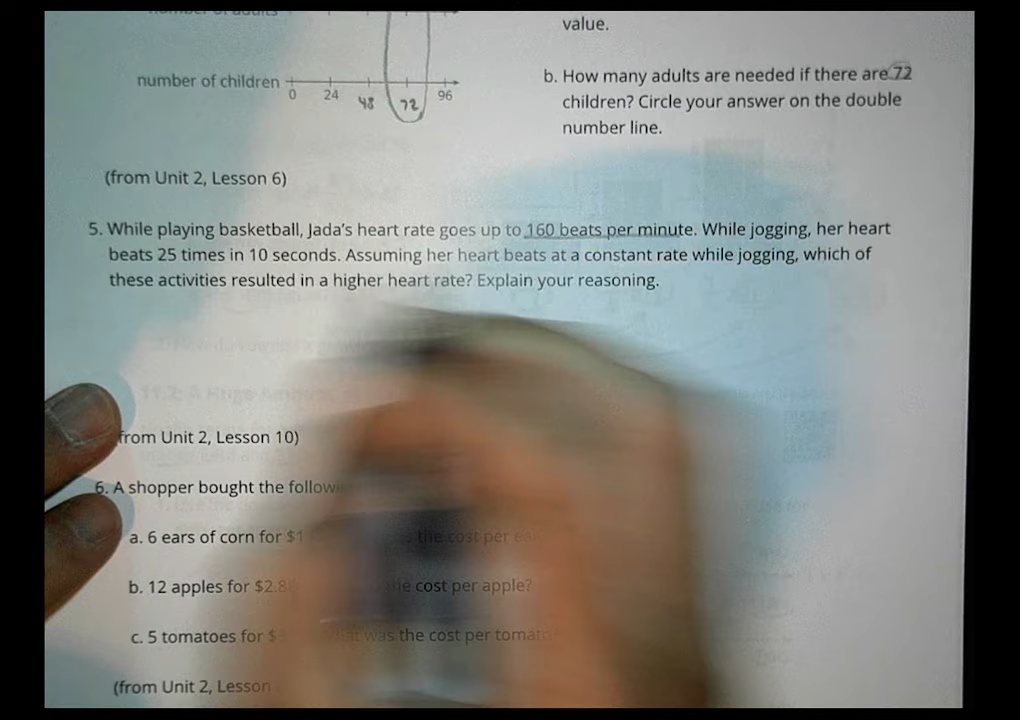 value.
number of children
0 24 48 72 96
b. How many adults are needed if there are 72
children? Circle your answer on the double
number line.
(from Unit 2, Lesson 6)
5. While playing basketball, Jada's heart rate goes up to 160 beats per minute. While jogging, her heart
beats 25 times in 10 seconds. Assuming her heart beats at a constant rate while jogging, which of
these activities resulted in a higher heart rate? Explain your reasoning.
from Unit 2, Lesson 10)
6. A shopper bought the
a. 6 ears of corn for the cost per
b. 12 apples for cost per apple?
c. 5 tomatoes for was the cost per
(from Unit 2, Lesson